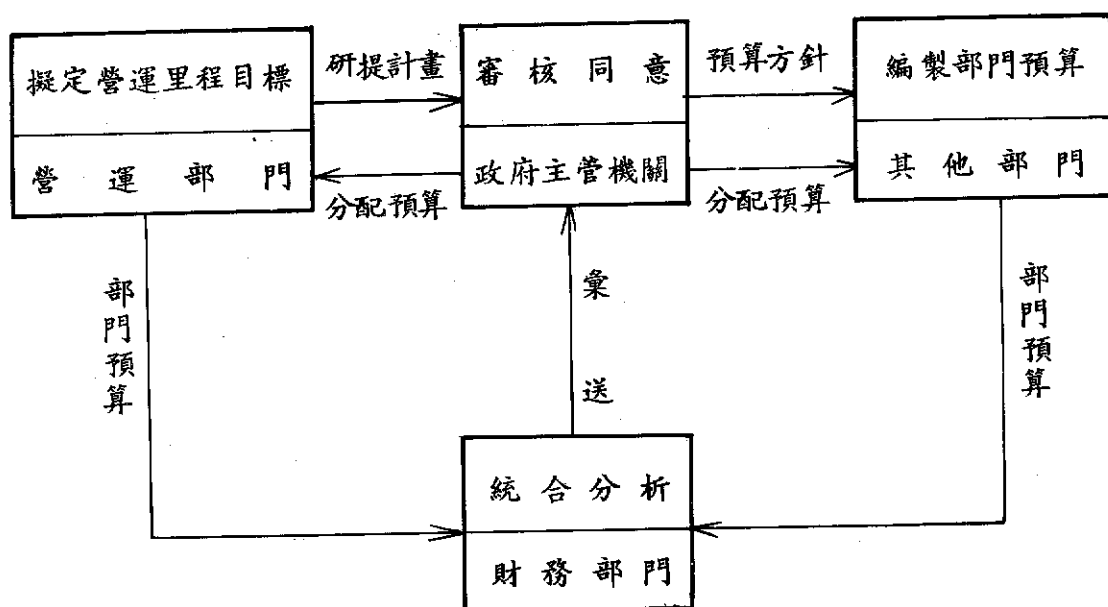 擬定營運里程目標
營運部門
研提計畫
分配預算
審核同意
政府主管機關
預算方針
分配預算
編製部門預算
其他部門
部門預算
彙送
部門預算
統合分析
財務部門